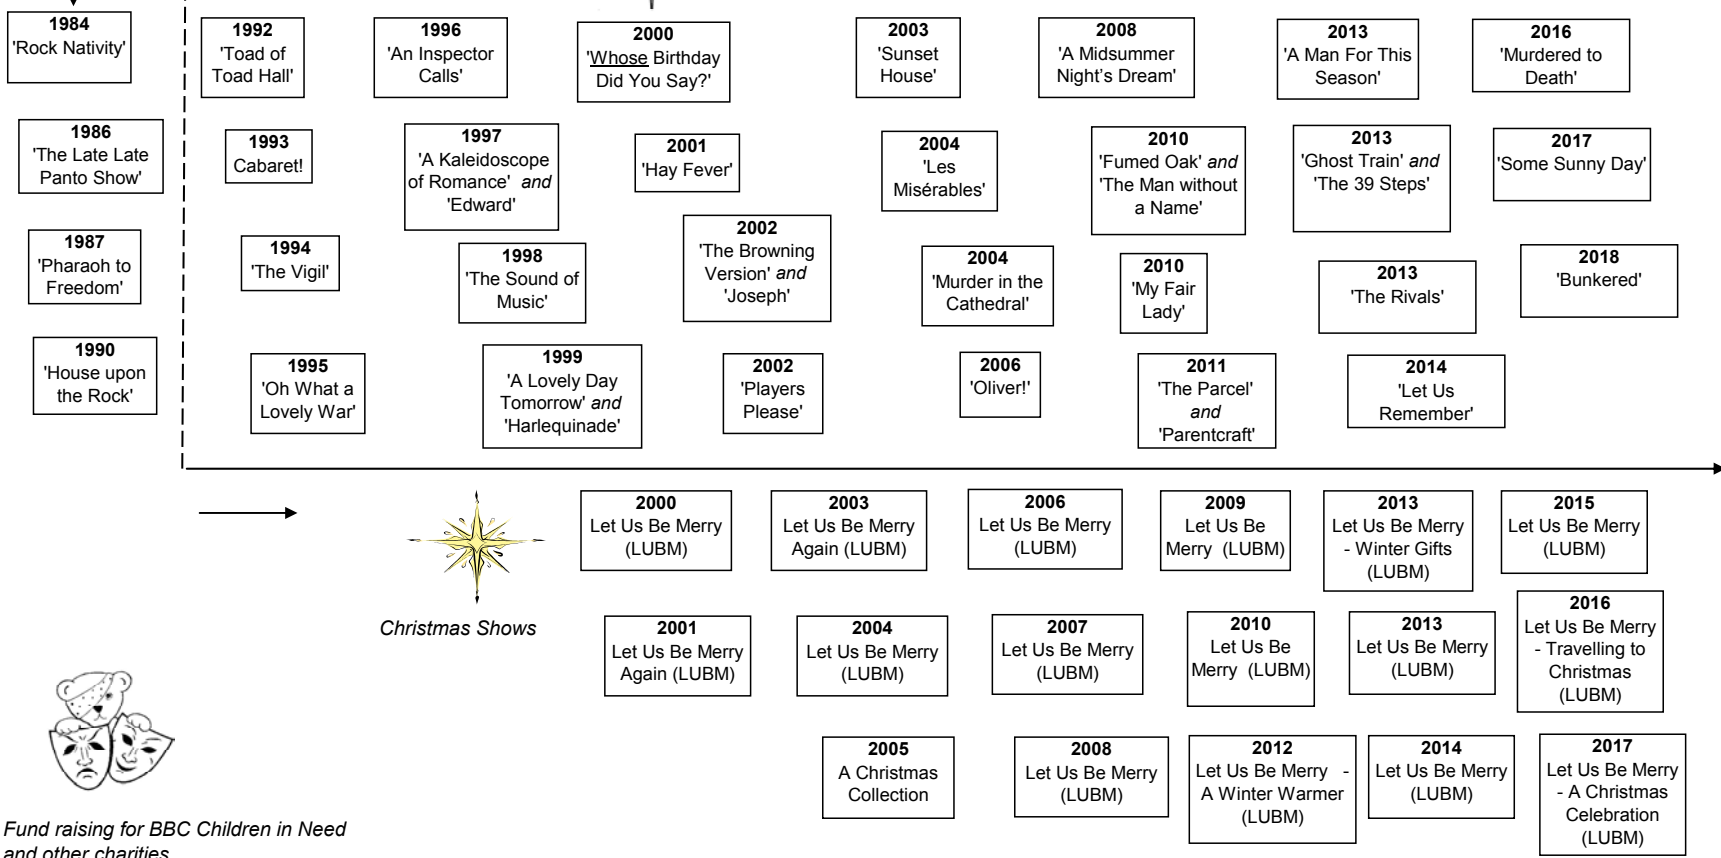 1984
'Rock Nativity'
1986
'The Late Late
Panto Show'
1987
'Pharaoh to
Freedom'
1990
'House upon
the Rock'
1992
'Toad of
Toad Hall'
1993
Cabaret!
1994
'The Vigil'
1995
'Oh What a
Lovely War'
1996
'An Inspector
Calls'
1997
'A Kaleidoscope
of Romance' and
'Edward'
1998
'The Sound of
Music'
1999
'A Lovely Day
Tomorrow' and
'Harlequinade'
2000
'Whose Birthday
Did You Say?'
2001
'Hay Fever'
2002
'The Browning
Version' and
'Joseph'
2002
'Players
Please'
2003
'Sunset
House'
2004
'Les
Misérables'
2004
'Murder in the
Cathedral'
2006
'Oliver!'
2008
'A Midsummer
Night's Dream'
2010
'Fumed Oak' and
'The Man without
a Name'
2010
'My Fair
Lady'
2011
'The Parcel'
and
'Parentcraft'
2013
'A Man For This
Season'
2013
'Ghost Train' and
'The 39 Steps'
2013
'The Rivals'
2014
'Let Us
Remember'
2016
'Murdered to
Death'
2017
'Some Sunny Day'
2018
'Bunkered'
Christmas Shows
2000
Let Us Be Merry
(LUBM)
2001
Let Us Be Merry
Again (LUBM)
2003
Let Us Be Merry
Again (LUBM)
2004
Let Us Be Merry
(LUBM)
2005
A Christmas
Collection
2006
Let Us Be Merry
(LUBM)
2007
Let Us Be Merry
(LUBM)
2008
Let Us Be Merry
(LUBM)
2009
Let Us Be
Merry (LUBM)
2010
Let Us Be
Merry (LUBM)
2012
Let Us Be Merry -
A Winter Warmer
(LUBM)
2013
Let Us Be Merry
- Winter Gifts
(LUBM)
2013
Let Us Be Merry
(LUBM)
2014
Let Us Be Merry
(LUBM)
2015
Let Us Be Merry
(LUBM)
2016
Let Us Be Merry
- Travelling to
Christmas
(LUBM)
2017
Let Us Be Merry
- A Christmas
Celebration
(LUBM)
Fund raising for BBC Children in Need
and other charities